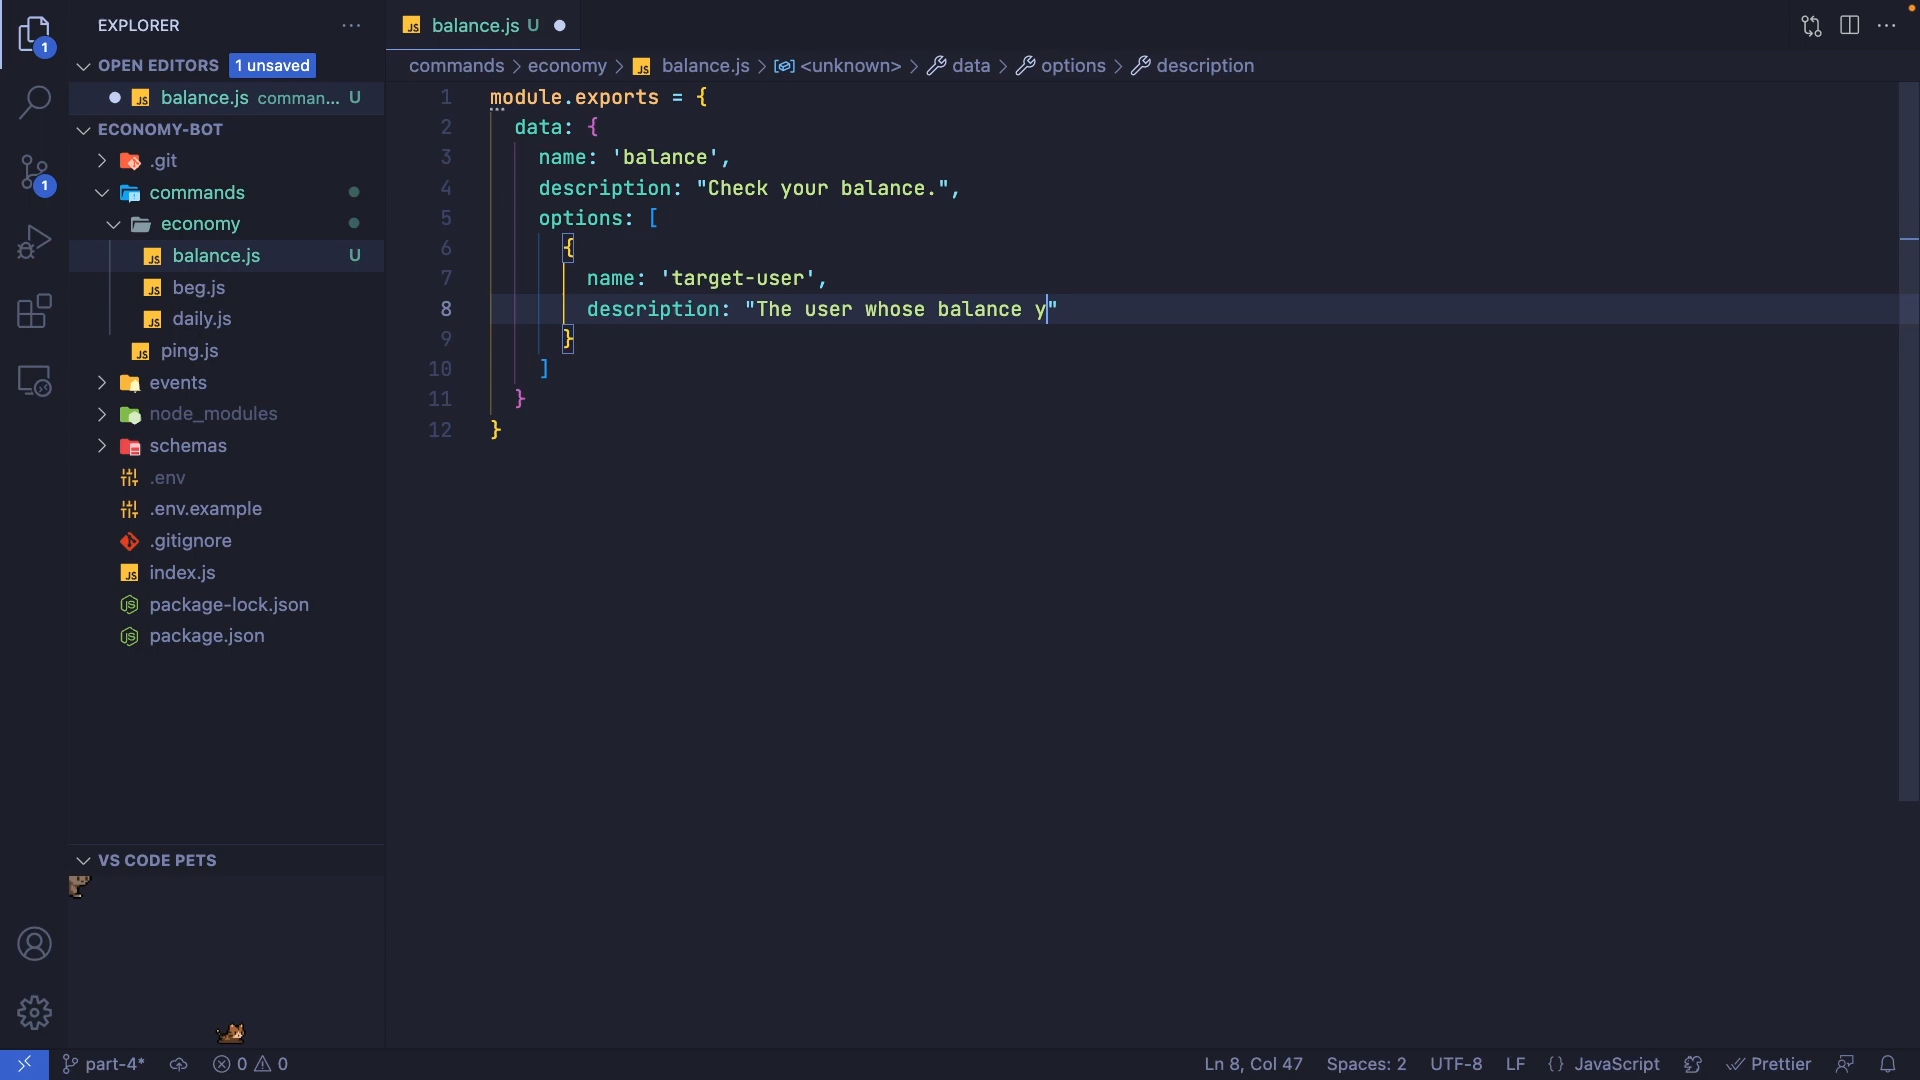 EXPLORER
OPEN EDITORS 1 unsaved
balance.js comman... U
ECONOMY-BOT
.git
commands
economy
balance.js U
beg.js
daily.js
ping.js
events
node_modules
schemas
.env
.env.example
.gitignore
index.js
package-lock.json
package.json
VS CODE PETS
1
1
balance.js U
commands > economy > balance.js > <unknown> > data > options > description
1 module.exports = {
2 data: {
3 name: 'balance',
4 description: "Check your balance.",
5 options: [
6 {
7 name: 'target-user',
8 description: "The user whose balance y"
9 }
10 ]
11 }
12 }
part-4* 0 0 Ln 8, Col 47 Spaces: 2 UTF-8 LF {} JavaScript Prettier